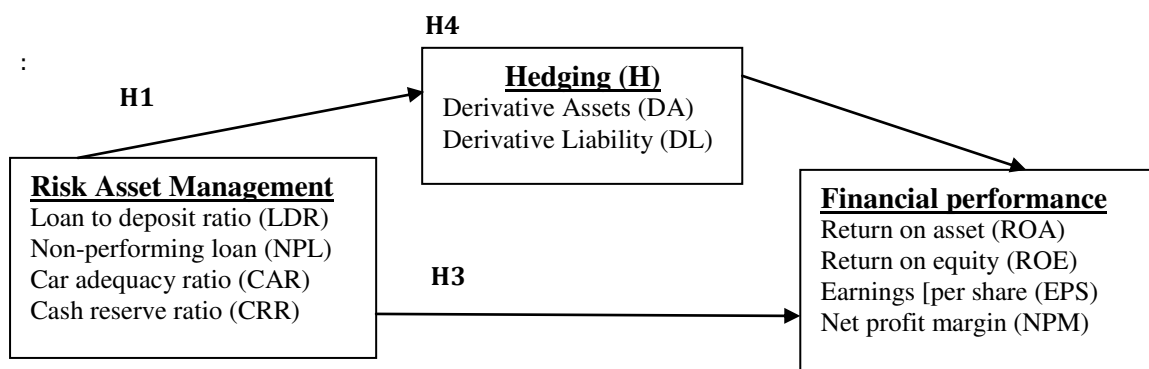 H4
:
H1
Hedging (H)
Derivative Assets (DA)
Derivative Liability (DL)
Risk Asset Management
Loan to deposit ratio (LDR)
Non-performing loan (NPL)
Car adequacy ratio (CAR)
Cash reserve ratio (CRR)
H3
Financial performance
Return on asset (ROA)
Return on equity (ROE)
Earnings [per share (EPS)
Net profit margin (NPM)